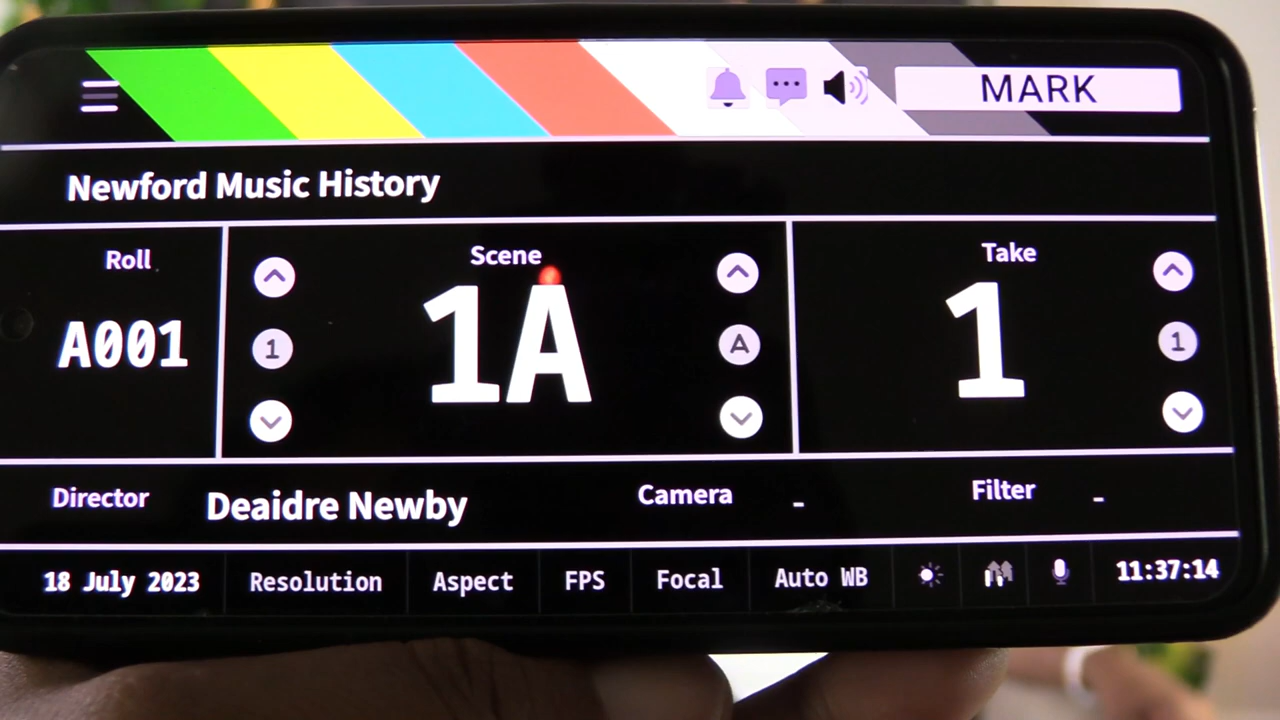 MARK
Newford Music History
Roll
Scene
Take
A001
1
1A
A
1
1
Director
Deaidre Newby
Camera
-
Filter
-
18 July 2023
Resolution
Aspect
FPS
Focal
Auto WB
11:37:14